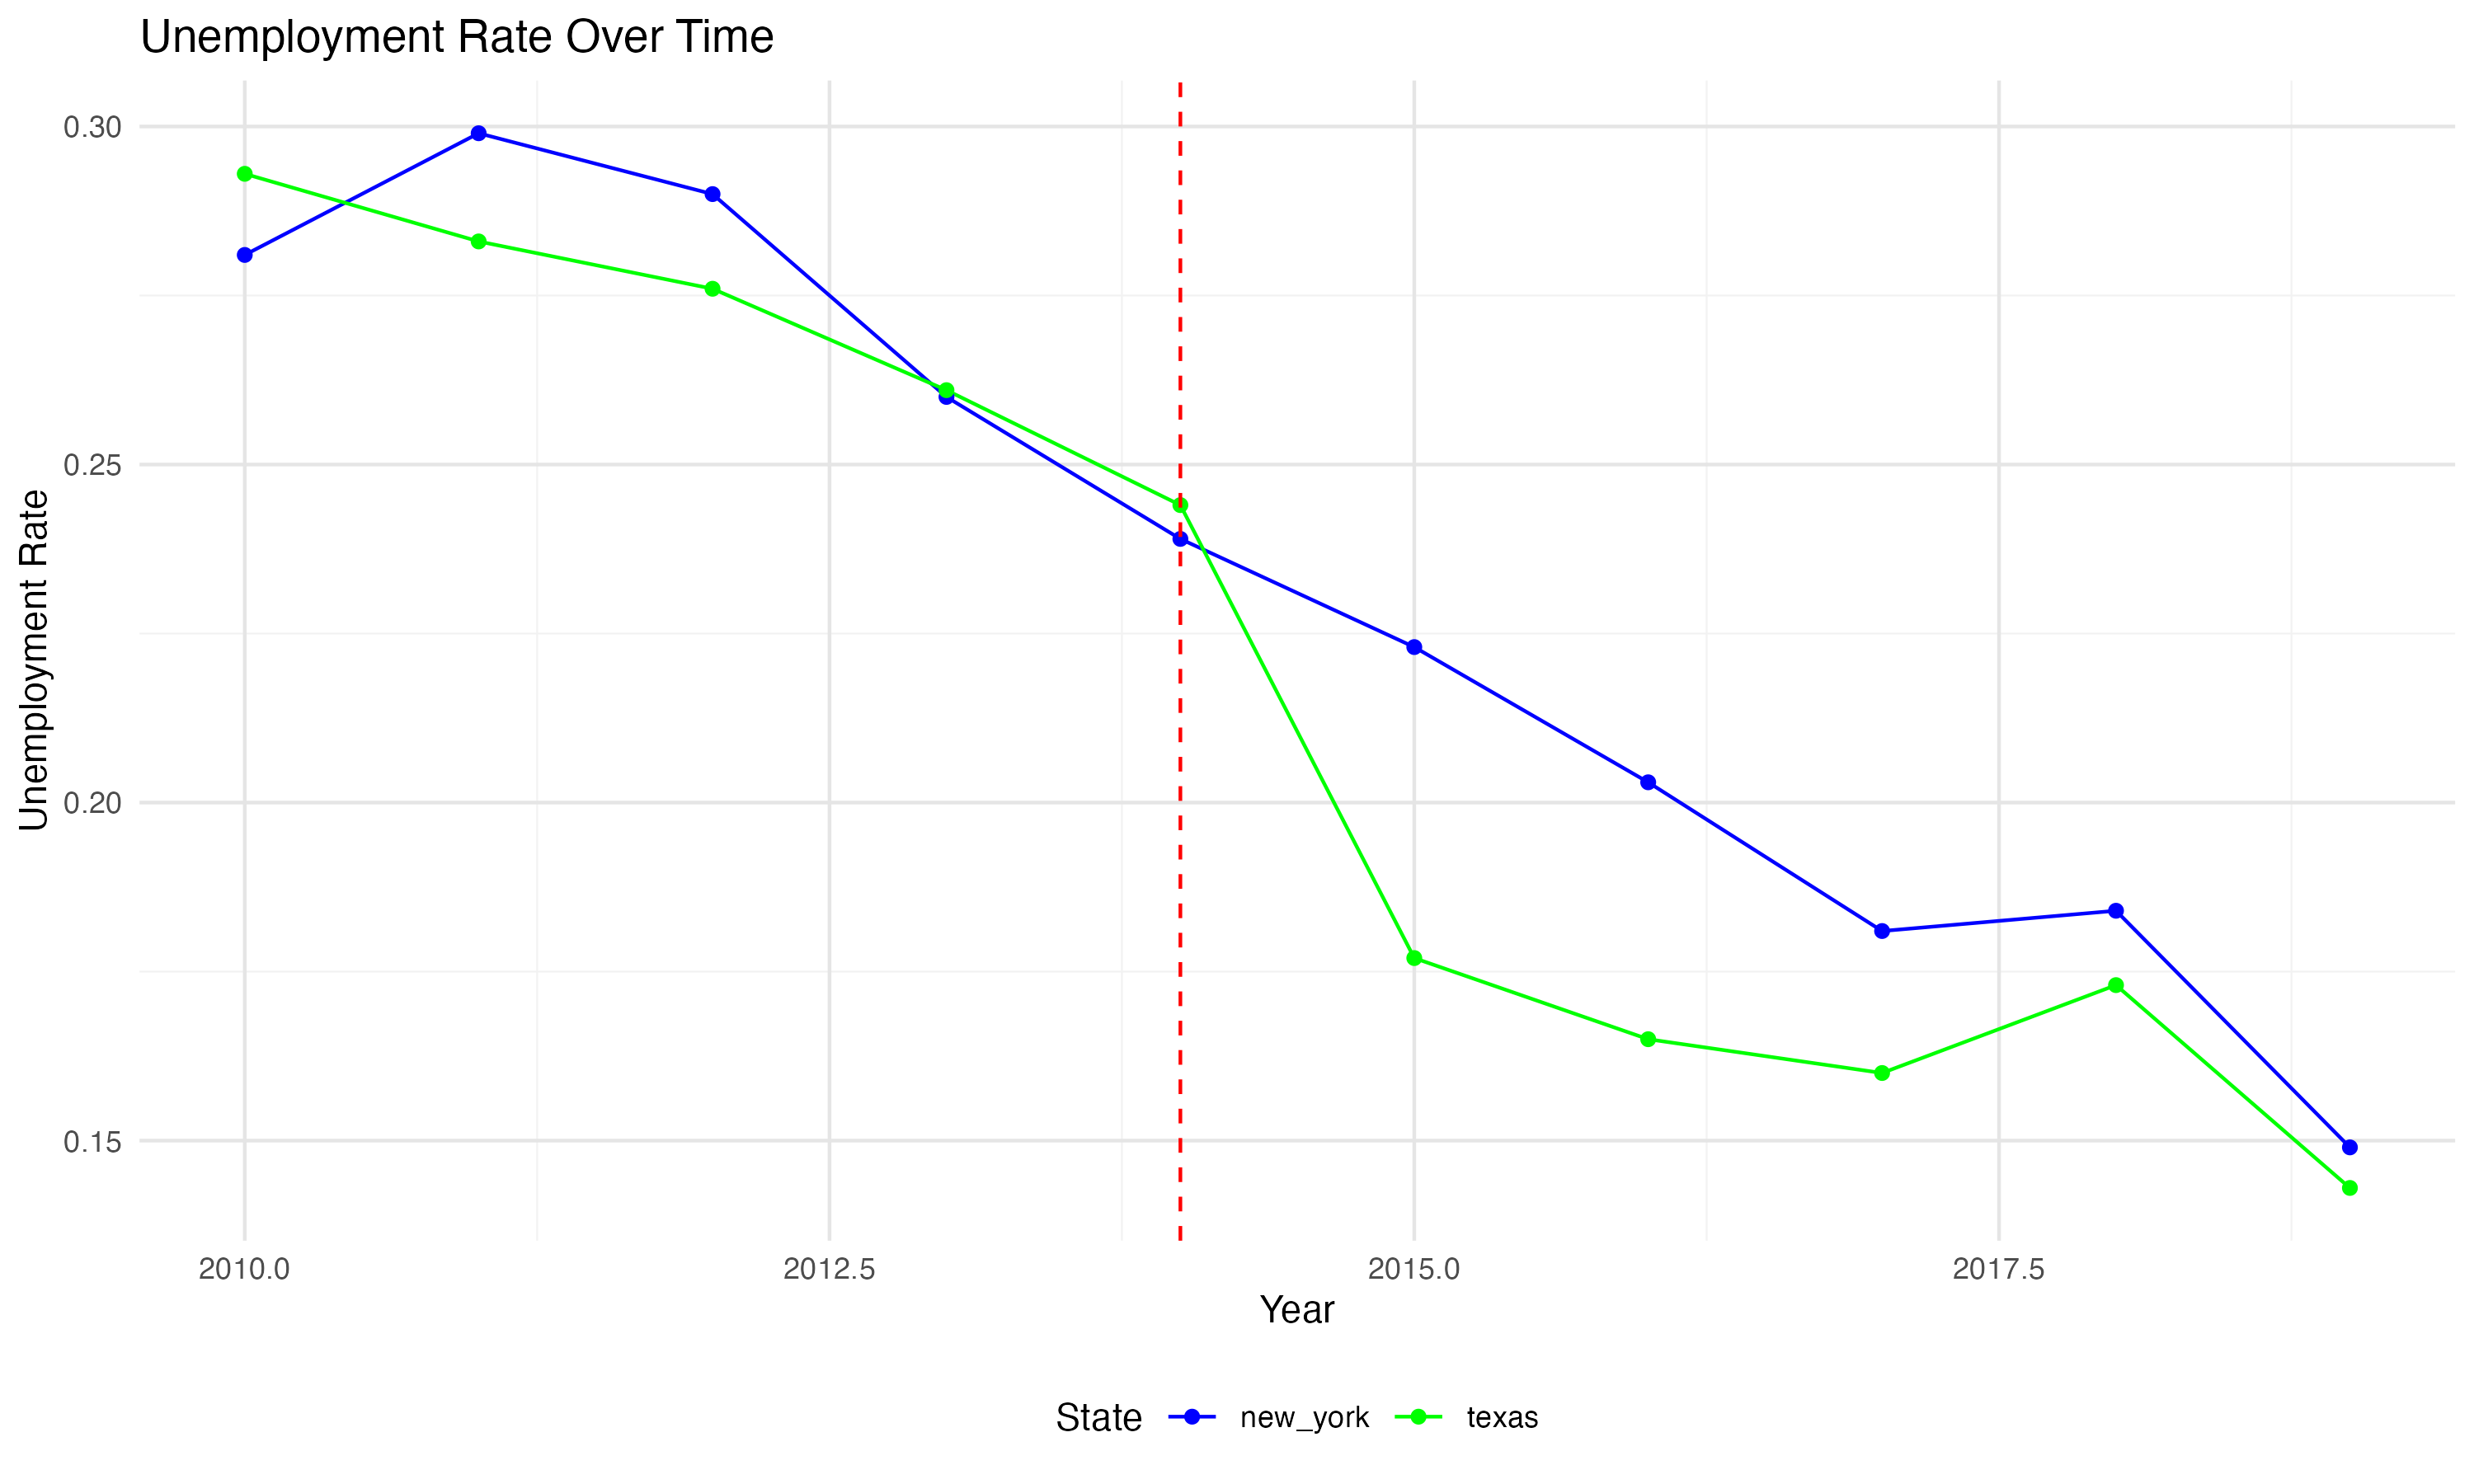 Unemployment Rate Over Time
Unemployment Rate
0.30
0.25
0.20
0.15
2010.0 2012.5 2015.0 2017.5
Year
State new_york texas